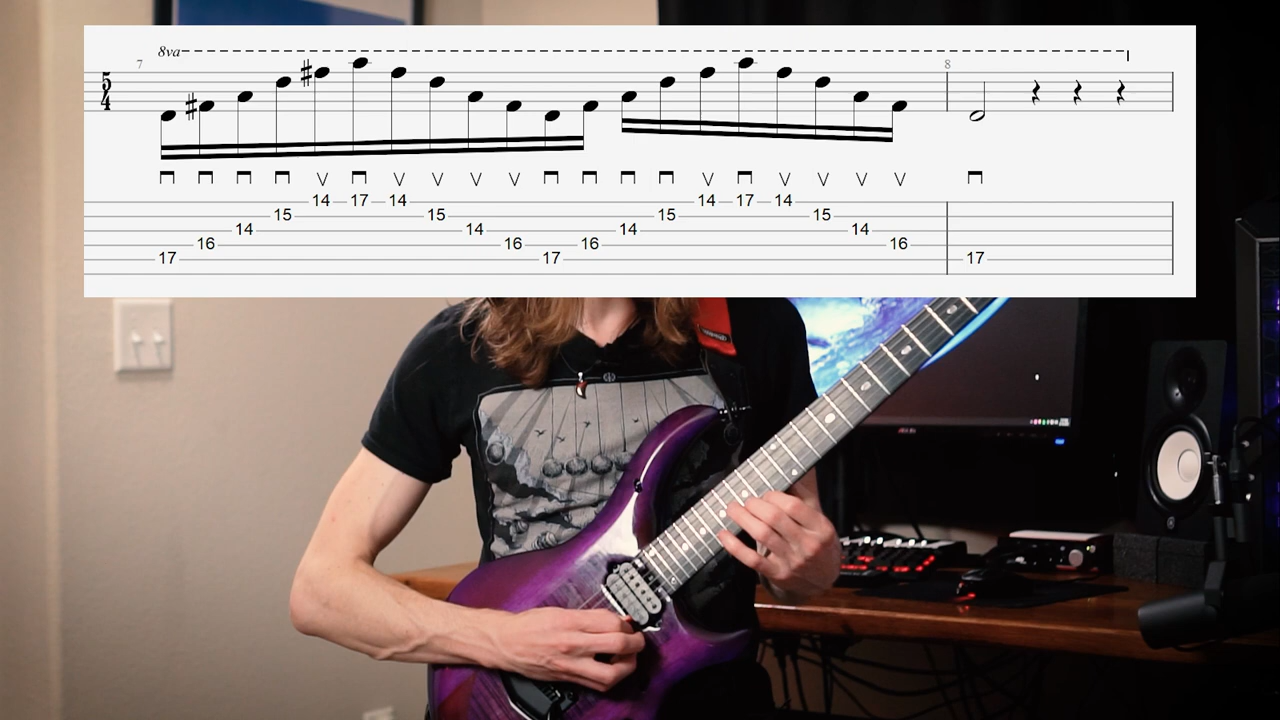 8va
7 8
5
4
14 17 14 14 17 14
15 15 15 15
14 14 14 14
16 16 16 16
17 17 17